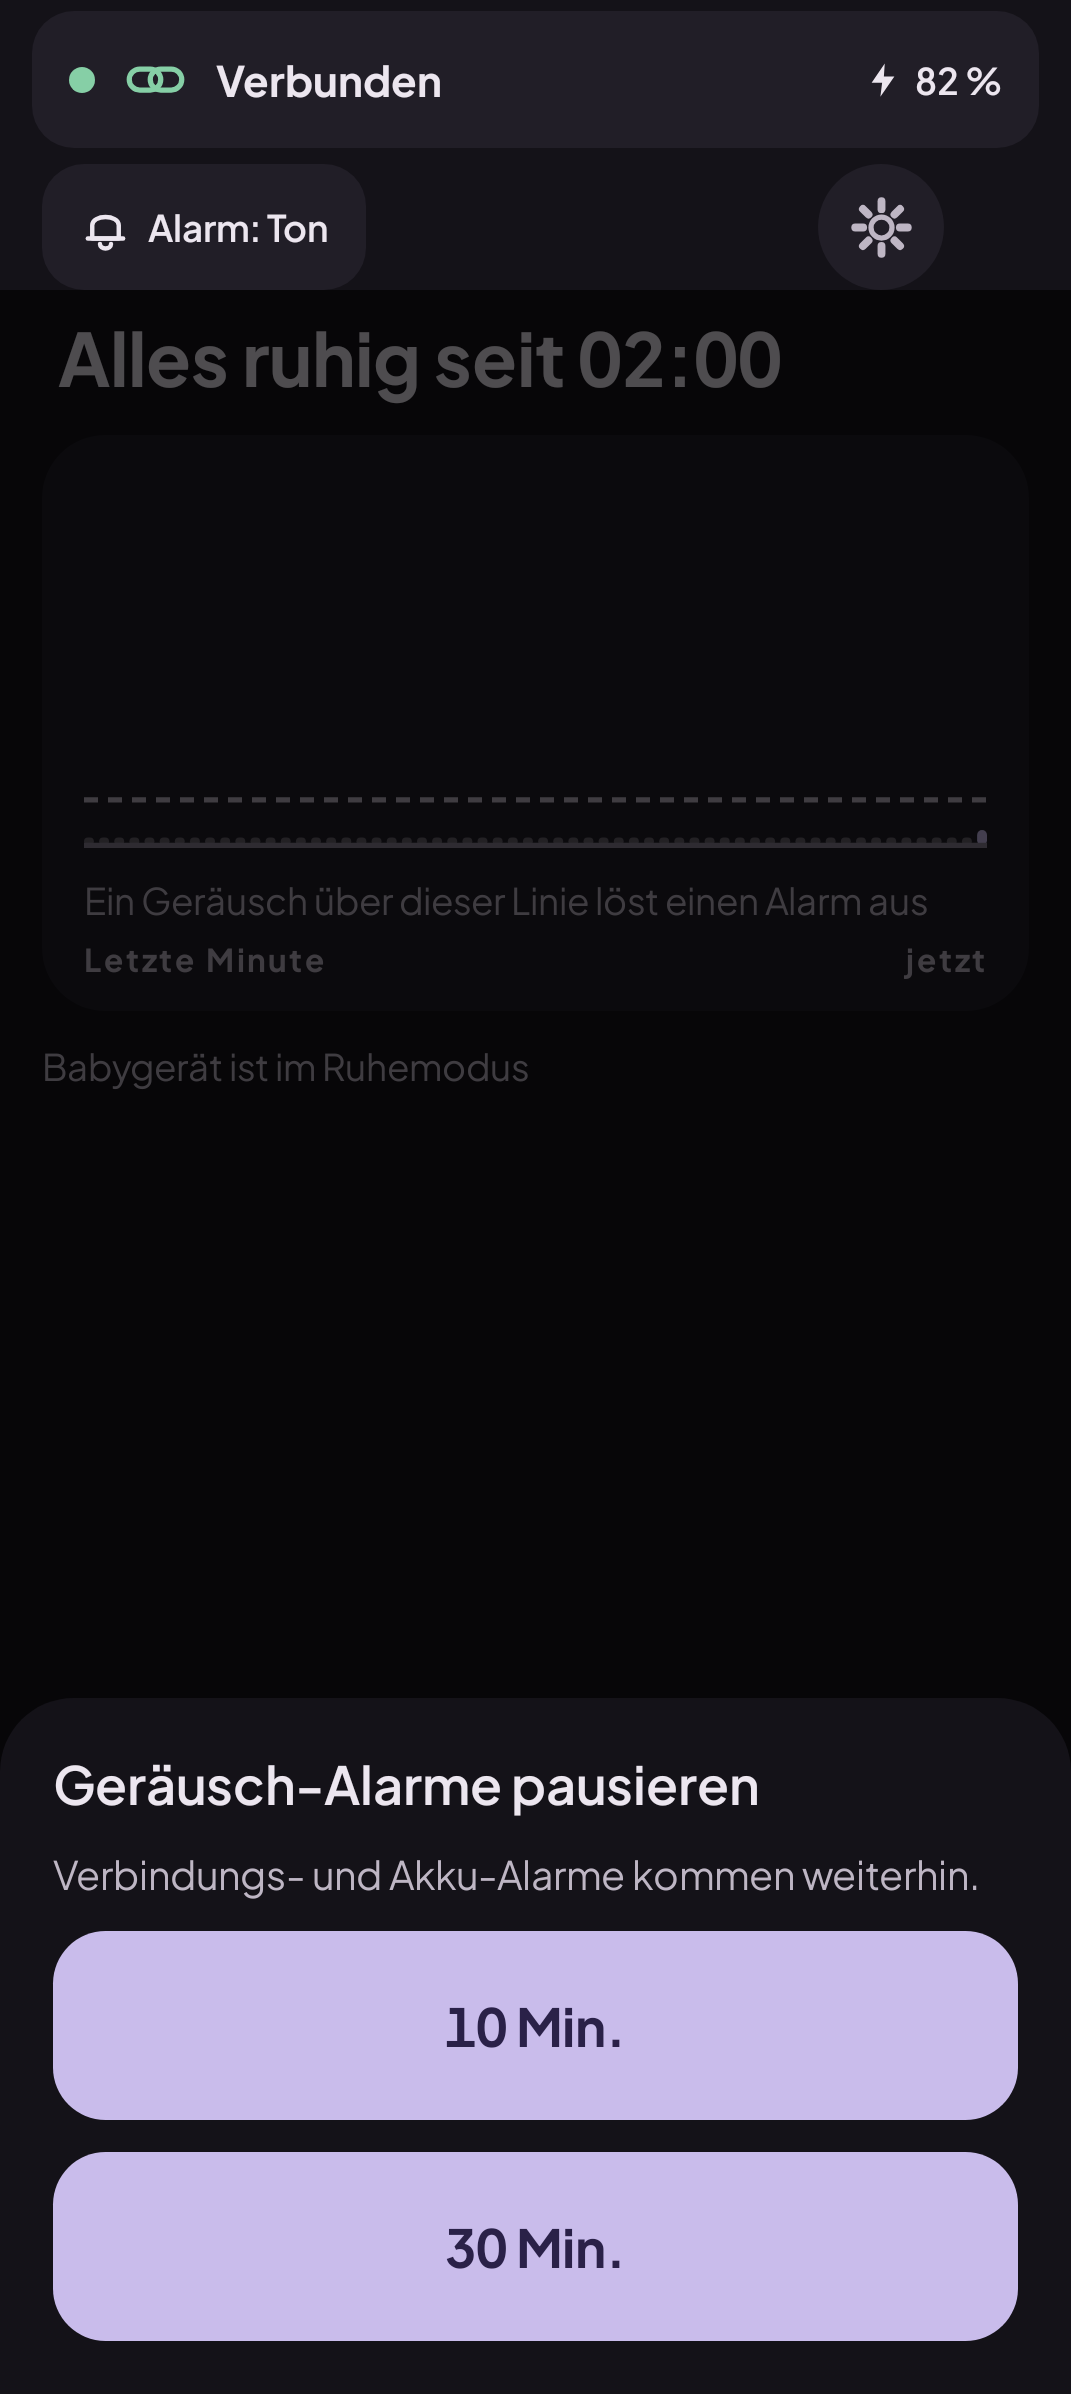 Verbunden
82 %
Alarm: Ton
Alles ruhig seit 02:00
Ein Geräusch über dieser Linie löst einen Alarm aus
Letzte Minute
jetzt
Babygerät ist im Ruhemodus
Geräusch-Alarme pausieren
Verbindungs- und Akku-Alarme kommen weiterhin.
10 Min.
30 Min.